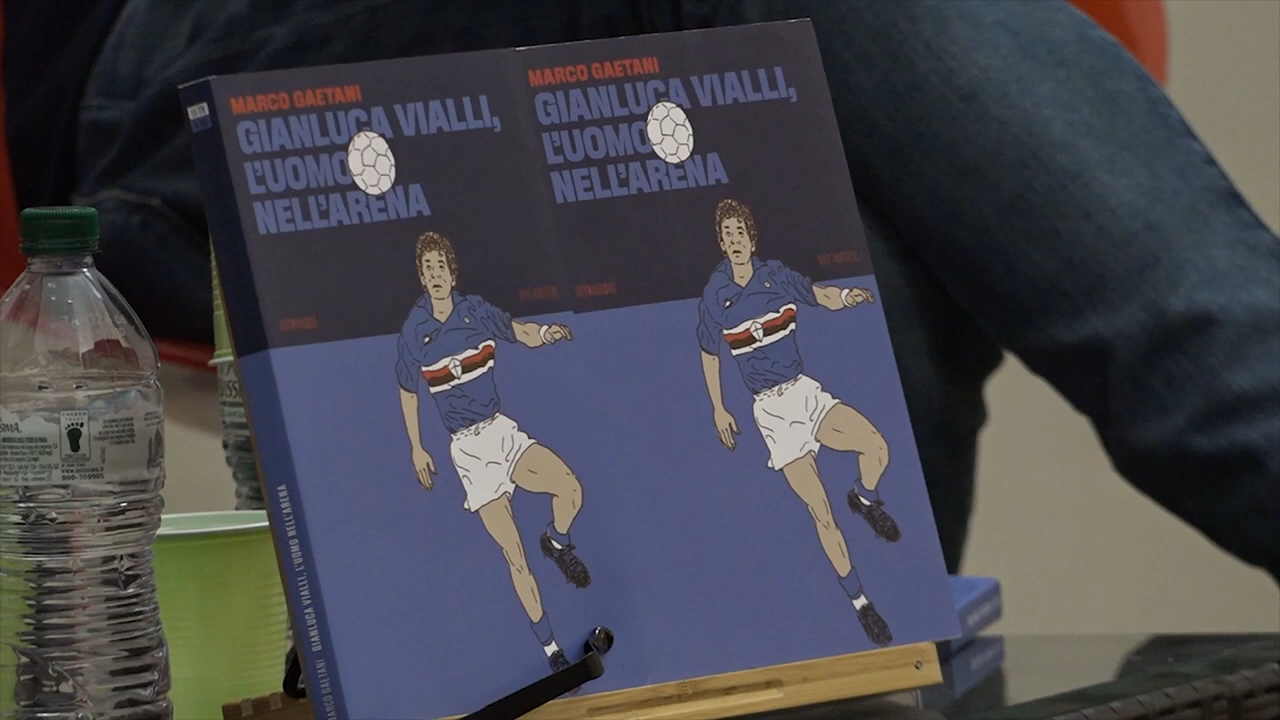 MARCO GAETANI
GIANLUCA VIALLI,
L'UOMO
NELL'ARENA
MARCO GAETANI
GIANLUCA VIALLI,
L'UOMO
NELL'ARENA
MARCO GAETANI GIANLUCA VIALLI, L'UOMO NELL'ARENA